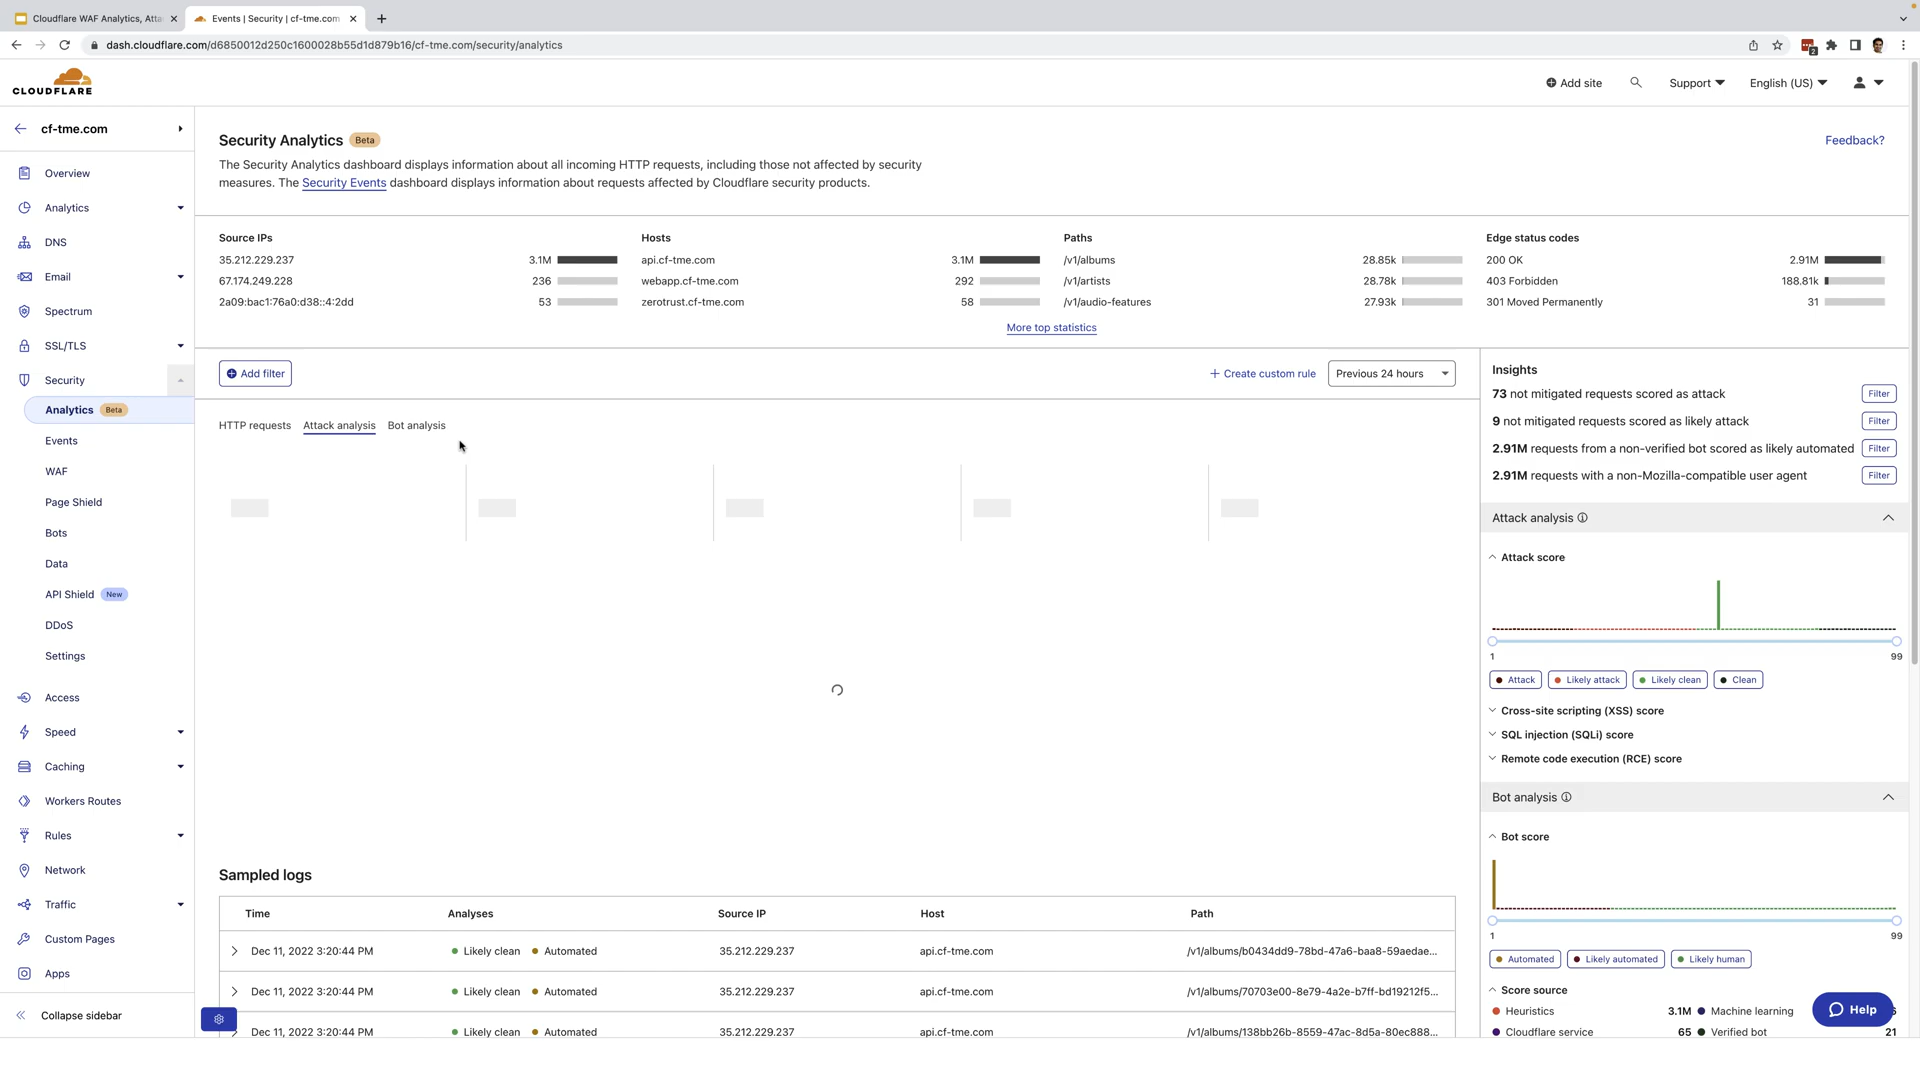 Cloudflare WAF Analytics, Atta
Events | Security | cf-tme.com
dash.cloudflare.com/d6850012d250c1600028b55d1d879b16/cf-tme.com/security/analytics
2
CLOUDFLARE
Add site
Support
English (US)
cf-tme.com
Overview
Analytics
DNS
Email
Spectrum
SSL/TLS
Security
Analytics Beta
Events
WAF
Page Shield
Bots
Data
API Shield New
DDoS
Settings
Access
Speed
Caching
Workers Routes
Rules
Network
Traffic
Custom Pages
Apps
Collapse sidebar
Security Analytics Beta
Feedback?
The Security Analytics dashboard displays information about all incoming HTTP requests, including those not affected by security
measures. The Security Events dashboard displays information about requests affected by Cloudflare security products.
Source IPs
35.212.229.237 3.1M
67.174.249.228 236
2a09:bac1:76a0:d38::4:2dd 53
Hosts
api.cf-tme.com 3.1M
webapp.cf-tme.com 292
zerotrust.cf-tme.com 58
Paths
/v1/albums 28.85k
/v1/artists 28.78k
/v1/audio-features 27.93k
Edge status codes
200 OK 2.91M
403 Forbidden 188.81k
301 Moved Permanently 31
More top statistics
Add filter
Create custom rule
Previous 24 hours
HTTP requests Attack analysis Bot analysis
Sampled logs
Time Analyses Source IP Host Path
Dec 11, 2022 3:20:44 PM Likely clean Automated 35.212.229.237 api.cf-tme.com /v1/albums/b0434dd9-78bd-47a6-baa8-59aedae...
Dec 11, 2022 3:20:44 PM Likely clean Automated 35.212.229.237 api.cf-tme.com /v1/albums/70703e00-8e79-4a2e-b7ff-bd19212f5...
Dec 11, 2022 3:20:44 PM Likely clean Automated 35.212.229.237 api.cf-tme.com /v1/albums/138bb26b-8559-47ac-8d5a-80ec888...
Insights
73 not mitigated requests scored as attack Filter
9 not mitigated requests scored as likely attack Filter
2.91M requests from a non-verified bot scored as likely automated Filter
2.91M requests with a non-Mozilla-compatible user agent Filter
Attack analysis
Attack score
1 99
Attack Likely attack Likely clean Clean
Cross-site scripting (XSS) score
SQL injection (SQLi) score
Remote code execution (RCE) score
Bot analysis
Bot score
1 99
Automated Likely automated Likely human
Score source
Heuristics 3.1M Machine learning
Cloudflare service 65 Verified bot 21
Help